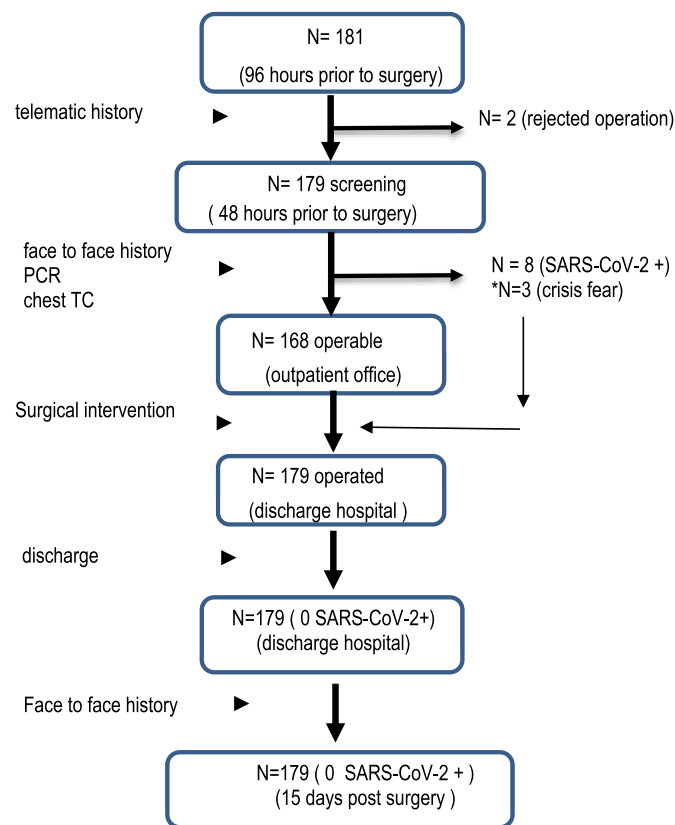 N= 181
(96 hours prior to surgery)
telematic history
N= 2 (rejected operation)
N= 179 screening
( 48 hours prior to surgery)
face to face history
PCR
chest TC
N = 8 (SARS-CoV-2 +)
*N=3 (crisis fear)
N= 168 operable
(outpatient office)
Surgical intervention
N= 179 operated
(discharge hospital )
discharge
N=179 ( 0 SARS-CoV-2+)
(discharge hospital)
Face to face history
N=179 ( 0 SARS-CoV-2 + )
(15 days post surgery )